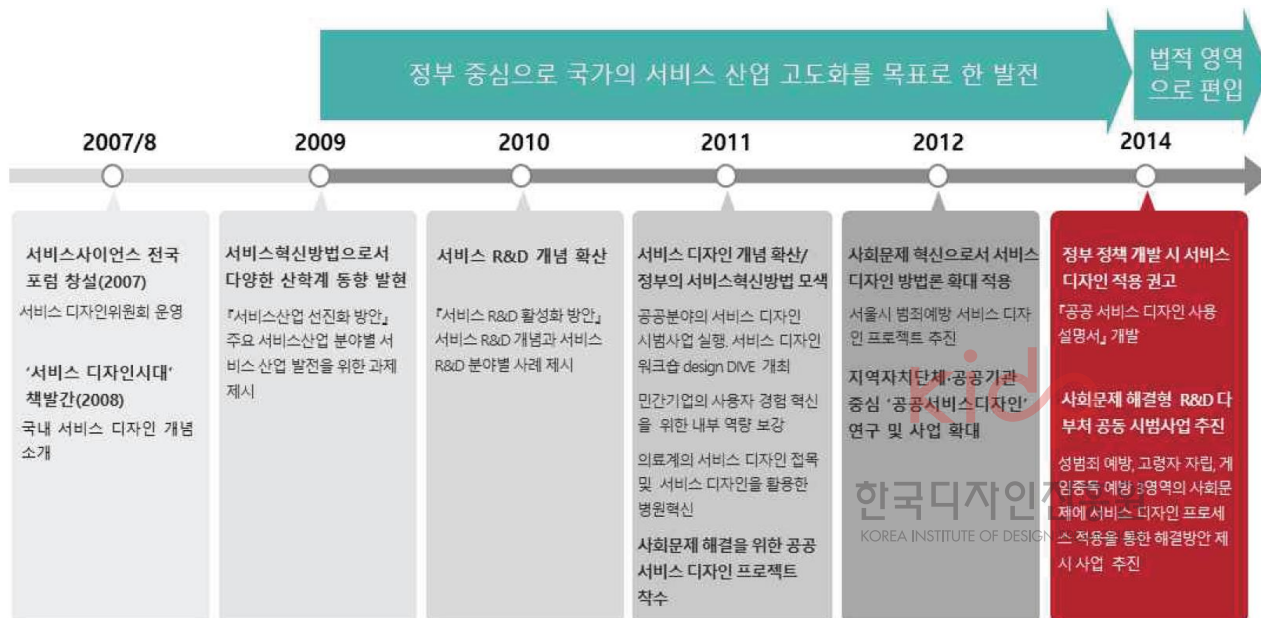 정부 중심으로 국가의 서비스 산업 고도화를 목표로 한 발전
법적 영역
으로 편입
2007/8
2009
2010
2011
2012
2014
서비스사이언스 전국
포럼 창설(2007)
서비스 디자인위원회 운영
‘서비스 디자인시대’
책발간(2008)
국내 서비스 디자인 개념
소개
서비스혁신방법으로서
다양한 산학계 동향 발현
『서비스산업 선진화 방안』
주요 서비스산업 분야별 서
비스 산업 발전을 위한 과제
제시
서비스 R&D 개념 확산
『서비스 R&D 활성화 방안』
서비스 R&D 개념과 서비스
R&D 분야별 사례 제시
서비스 디자인 개념 확산/
정부의 서비스혁신방법 모색
공공분야의 서비스 디자인
시범사업 실행, 서비스 디자인
워크숍 design DIVE 개최
민간기업의 사용자 경험 혁신
을 위한 내부 역량 보강
의료계의 서비스 디자인 접목
및 서비스 디자인을 활용한
병원혁신
사회문제 해결을 위한 공공
서비스 디자인 프로젝트
착수
사회문제 혁신으로서 서비스
디자인 방법론 확대 적용
서울시 범죄예방 서비스 디자
인 프로젝트 추진
지역자치단체·공공기관
중심 ‘공공서비스디자인’
연구 및 사업 확대
정부 정책 개발 시 서비스
디자인 적용 권고
『공공 서비스 디자인 사용
설명서』 개발
사회문제 해결형 R&D 다
부처 공동 시범사업 추진
성범죄 예방, 고령자 자립, 게
임중독 예방 3영역의 사회문
제에 서비스 디자인 프로세
스 적용을 통한 해결방안 제
시 사업 추진
한국디자인진흥원
KOREA INSTITUTE OF DESIGN